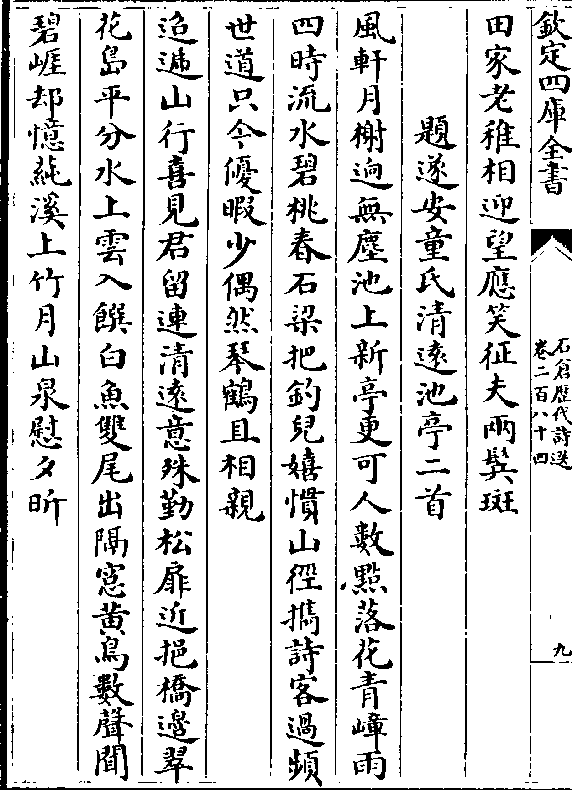 欽定四庫全書
石倉歴代詩選
卷二百八十四
九
田家老稚相迎望應笑征夫兩鬂斑
題遂安童氏清遠池亭二首
風軒月榭逈無塵池上新亭更可人數㸃落花青嶂雨
四時流水碧桃春石梁把釣兒嬉慣山徑攜詩客過頻
世道只今優暇少偶然琴鶴且相親
迢遞山行喜見君留連清遠意殊勤松扉近挹橋邉翠
花島平分水上雲入饌白魚雙尾出隔窓黄鳥數聲聞
碧崕却憶蒓溪上竹月山泉慰夕昕